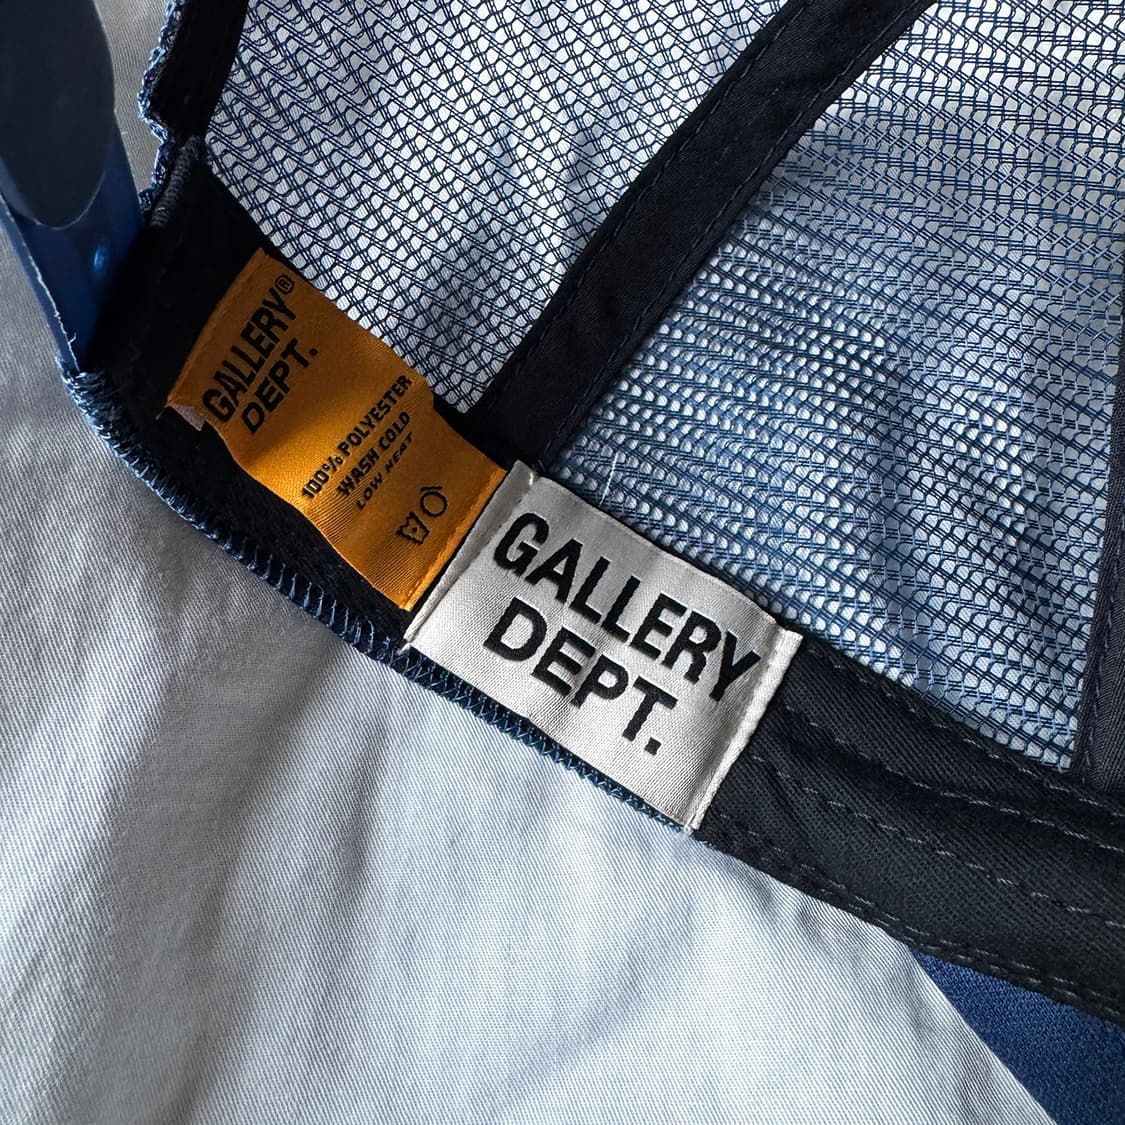 GALLERY®
DEPT.
100% POLYESTER
WASH COLD
LOW HEAT
GALLERY
DEPT.